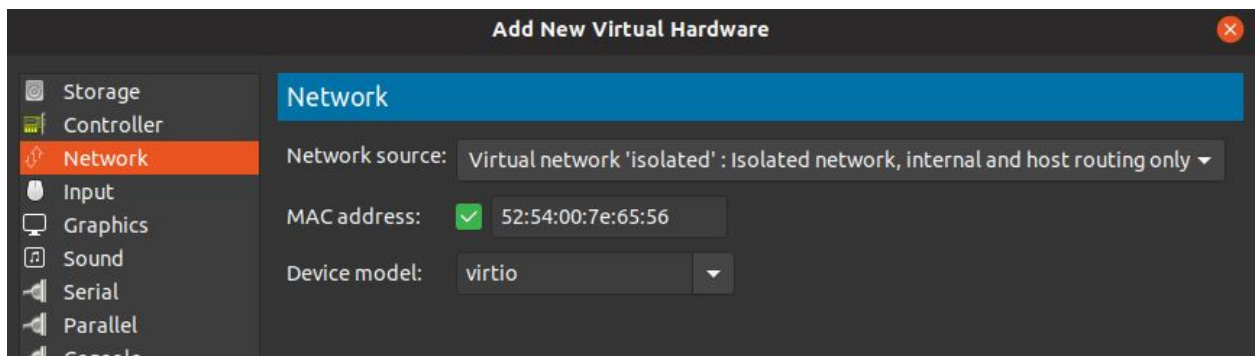 Add New Virtual Hardware
Storage
Controller
Network
Input
Graphics
Sound
Serial
Parallel
Console
Network
Network source: Virtual network 'isolated' : Isolated network, internal and host routing only
MAC address: 52:54:00:7e:65:56
Device model: virtio